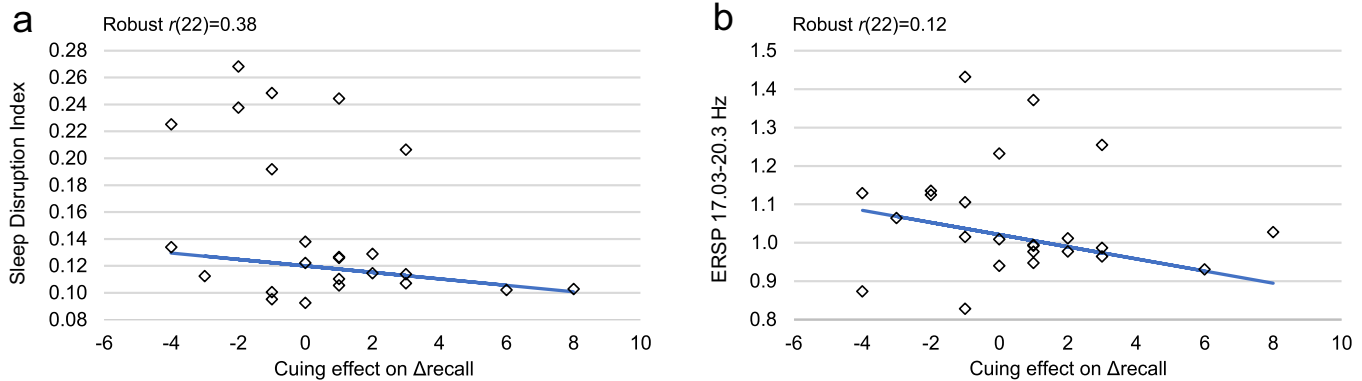 a
Robust r(22)=0.38
0.28
0.26
0.24
0.22
0.20
0.18
0.16
0.14
0.12
0.10
0.08
Sleep Disruption Index
-6 -4 -2 0 2 4 6 8 10
Cuing effect on Δrecall
b
Robust r(22)=0.12
1.5
1.4
1.3
1.2
1.1
1.0
0.9
0.8
ERSP 17.03-20.3 Hz
-6 -4 -2 0 2 4 6 8 10
Cuing effect on Δrecall